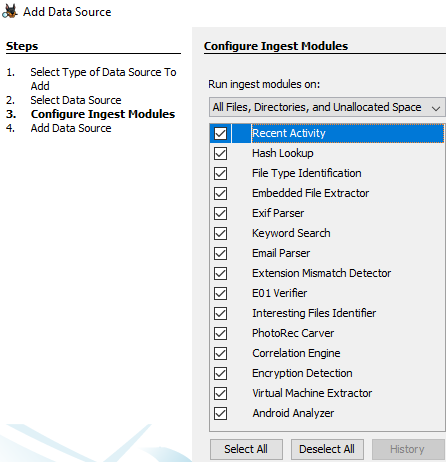 Add Data Source
Steps
1. Select Type of Data Source To
Add
2. Select Data Source
3. Configure Ingest Modules
4. Add Data Source
Configure Ingest Modules
Run ingest modules on:
All Files, Directories, and Unallocated Space
Recent Activity
Hash Lookup
File Type Identification
Embedded File Extractor
Exif Parser
Keyword Search
Email Parser
Extension Mismatch Detector
E01 Verifier
Interesting Files Identifier
PhotoRec Carver
Correlation Engine
Encryption Detection
Virtual Machine Extractor
Android Analyzer
Select All Deselect All History